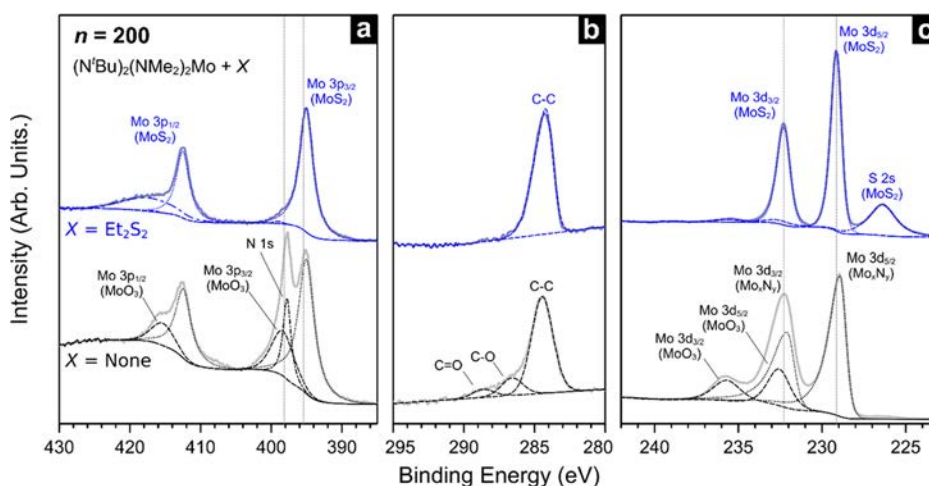 n = 200
(NᵗBu)₂(NMe₂)₂Mo + X
a
Mo 3p₃/₂
(MoS₂)
Mo 3p₁/₂
(MoS₂)
X = Et₂S₂
N 1s
Mo 3p₃/₂
(MoO₃)
Mo 3p₁/₂
(MoO₃)
X = None
430 420 410 400 390
b
C-C
C-C
C-O
C=O
295 290 285 280
c
Mo 3d₅/₂
(MoS₂)
Mo 3d₃/₂
(MoS₂)
S 2s
(MoS₂)
Mo 3d₅/₂
(MoₓNᵧ)
Mo 3d₃/₂
(MoₓNᵧ)
Mo 3d₅/₂
(MoO₃)
Mo 3d₃/₂
(MoO₃)
240 235 230 225
Intensity (Arb. Units.)
Binding Energy (eV)